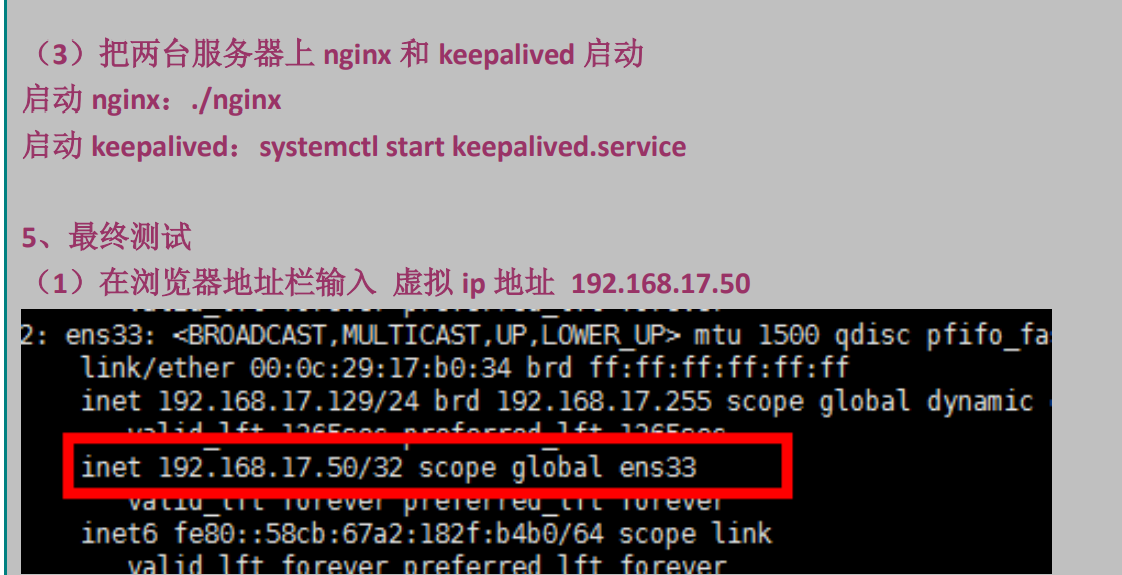 （3）把两台服务器上 nginx 和 keepalived 启动
启动 nginx：./nginx
启动 keepalived：systemctl start keepalived.service
5、最终测试
（1）在浏览器地址栏输入 虚拟 ip 地址 192.168.17.50
valid_lft forever preferred_lft forever
2: ens33: <BROADCAST,MULTICAST,UP,LOWER_UP> mtu 1500 qdisc pfifo_fa
link/ether 00:0c:29:17:b0:34 brd ff:ff:ff:ff:ff:ff
inet 192.168.17.129/24 brd 192.168.17.255 scope global dynamic
valid_lft 1265sec preferred_lft 1265sec
inet 192.168.17.50/32 scope global ens33
valid_lft forever preferred_lft forever
inet6 fe80::58cb:67a2:182f:b4b0/64 scope link
valid_lft forever preferred_lft forever